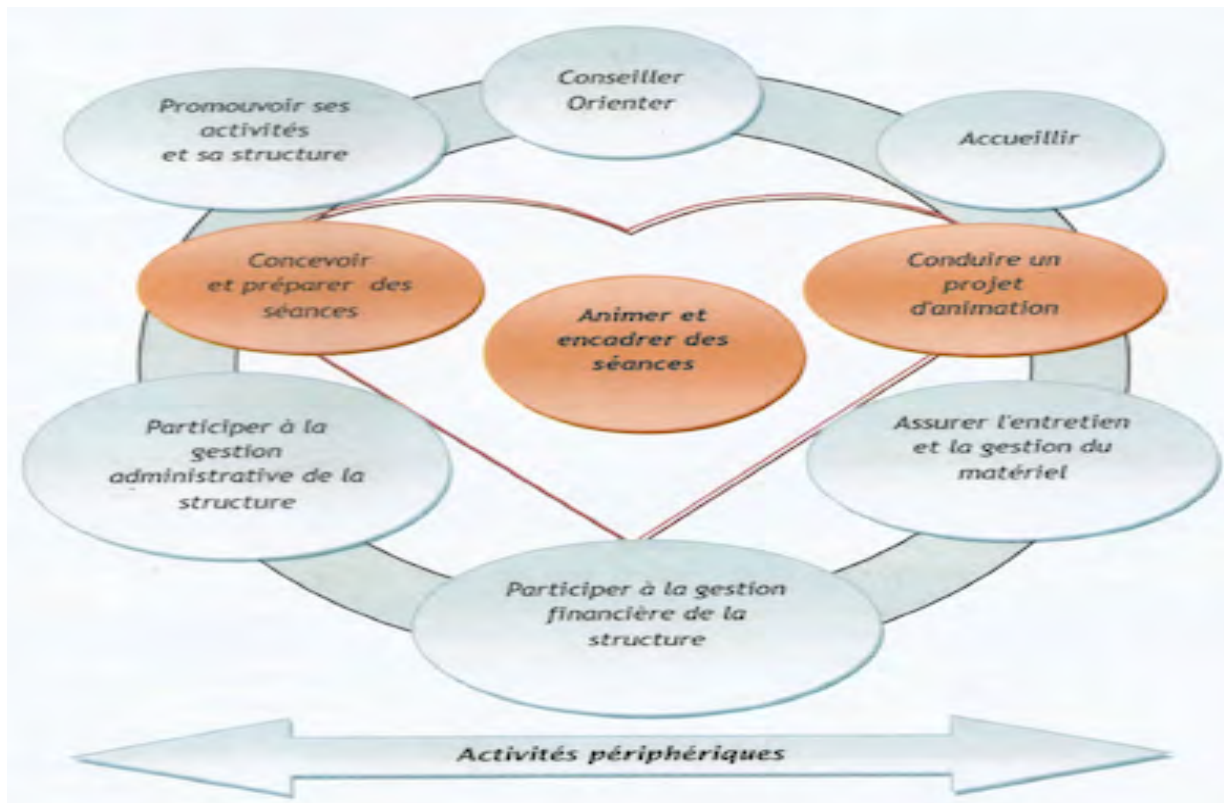 Conseiller
Orienter
Promouvoir ses
activités
et sa structure
Accueillir
Concevoir
et préparer des
séances
Animer et
encadrer des
séances
Conduire un
projet
d'animation
Participer à la
gestion
administrative de la
structure
Assurer l'entretien
et la gestion du
matériel
Participer à la gestion
financière de la
structure
Activités périphériques